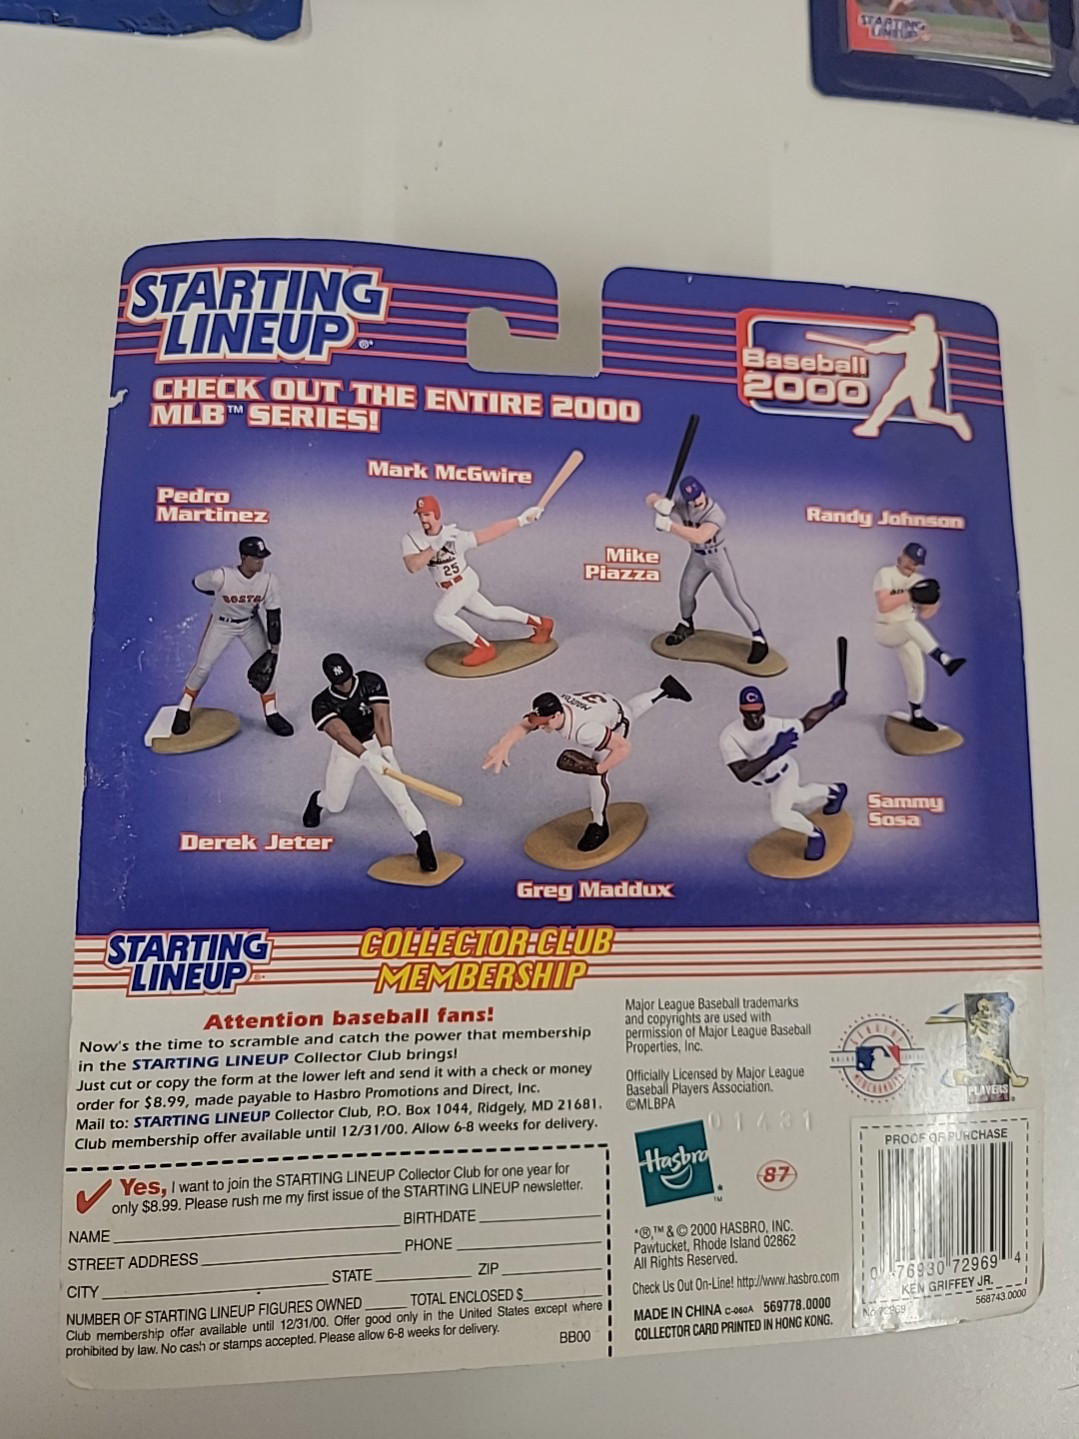 STARTING
LINEUP
STARTING
LINEUP®
Baseball
2000
CHECK OUT THE ENTIRE 2000
MLB™ SERIES!
Mark McGwire
Pedro
Martinez
Randy Johnson
Mike
Piazza
25
BOSTO
Sammy
Sosa
Derek Jeter
Greg Maddux
STARTING
LINEUP
COLLECTOR CLUB
MEMBERSHIP
Attention baseball fans!
Now's the time to scramble and catch the power that membership
in the STARTING LINEUP Collector Club brings!
Just cut or copy the form at the lower left and send it with a check or money
order for $8.99, made payable to Hasbro Promotions and Direct, Inc.
Mail to: STARTING LINEUP Collector Club, P.O. Box 1044, Ridgely, MD 21681.
Club membership offer available until 12/31/00. Allow 6-8 weeks for delivery.
Yes, I want to join the STARTING LINEUP Collector Club for one year for
only $8.99. Please rush me my first issue of the STARTING LINEUP newsletter.
NAME BIRTHDATE
STREET ADDRESS PHONE
CITY STATE ZIP
NUMBER OF STARTING LINEUP FIGURES OWNED TOTAL ENCLOSED $
Club membership offer available until 12/31/00. Offer good only in the United States except where
prohibited by law. No cash or stamps accepted. Please allow 6-8 weeks for delivery.
BB00
Major League Baseball trademarks
and copyrights are used with
permission of Major League Baseball
Properties, Inc.
Officially Licensed by Major League
Baseball Players Association.
©MLBPA
GENUINE
MERCHANDISE
PLAYERS
01431
Hasbro
87
*®,™ & © 2000 HASBRO, INC.
Pawtucket, Rhode Island 02862
All Rights Reserved.
Check Us Out On-Line! http://www.hasbro.com
MADE IN CHINA C-060A 569778.0000
COLLECTOR CARD PRINTED IN HONG KONG.
PROOF OF PURCHASE
0 76930 72969 4
KEN GRIFFEY JR.
No. 72969
568743.0000